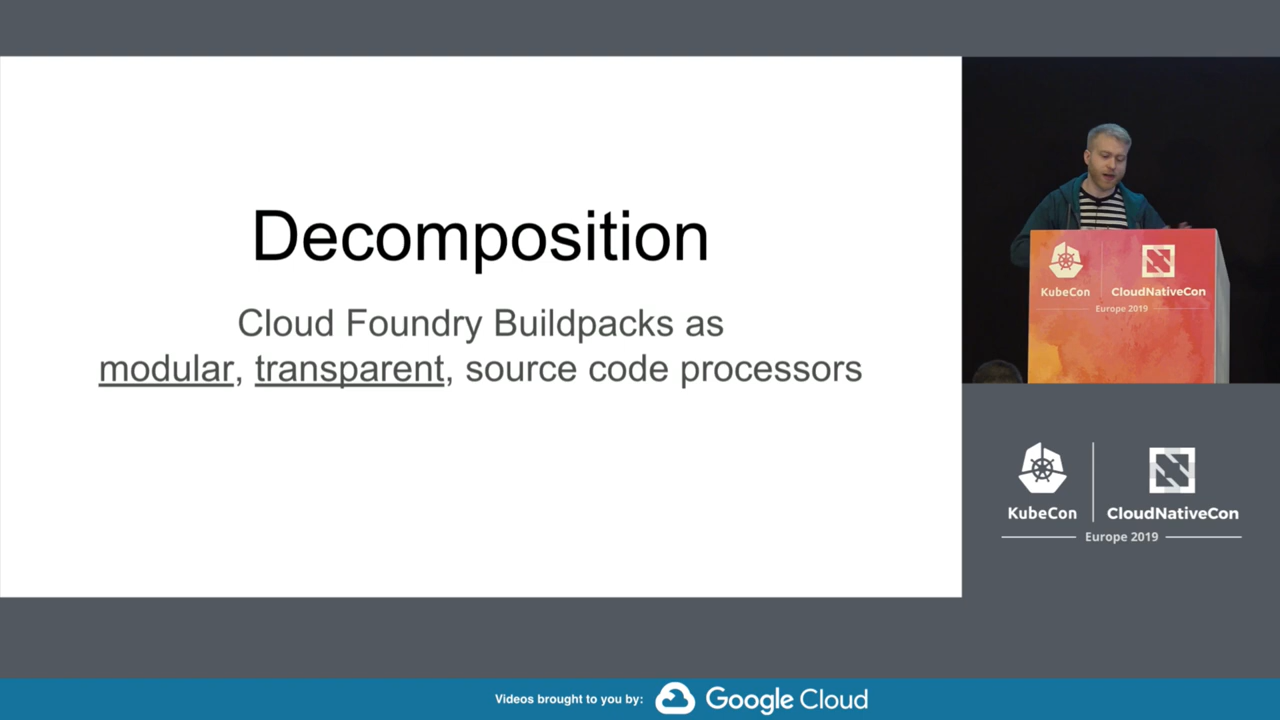 Decomposition
Cloud Foundry Buildpacks as
modular, transparent, source code processors
KubeCon
CloudNativeCon
Europe 2019
KubeCon
CloudNativeCon
Europe 2019
Videos brought to you by:
Google Cloud